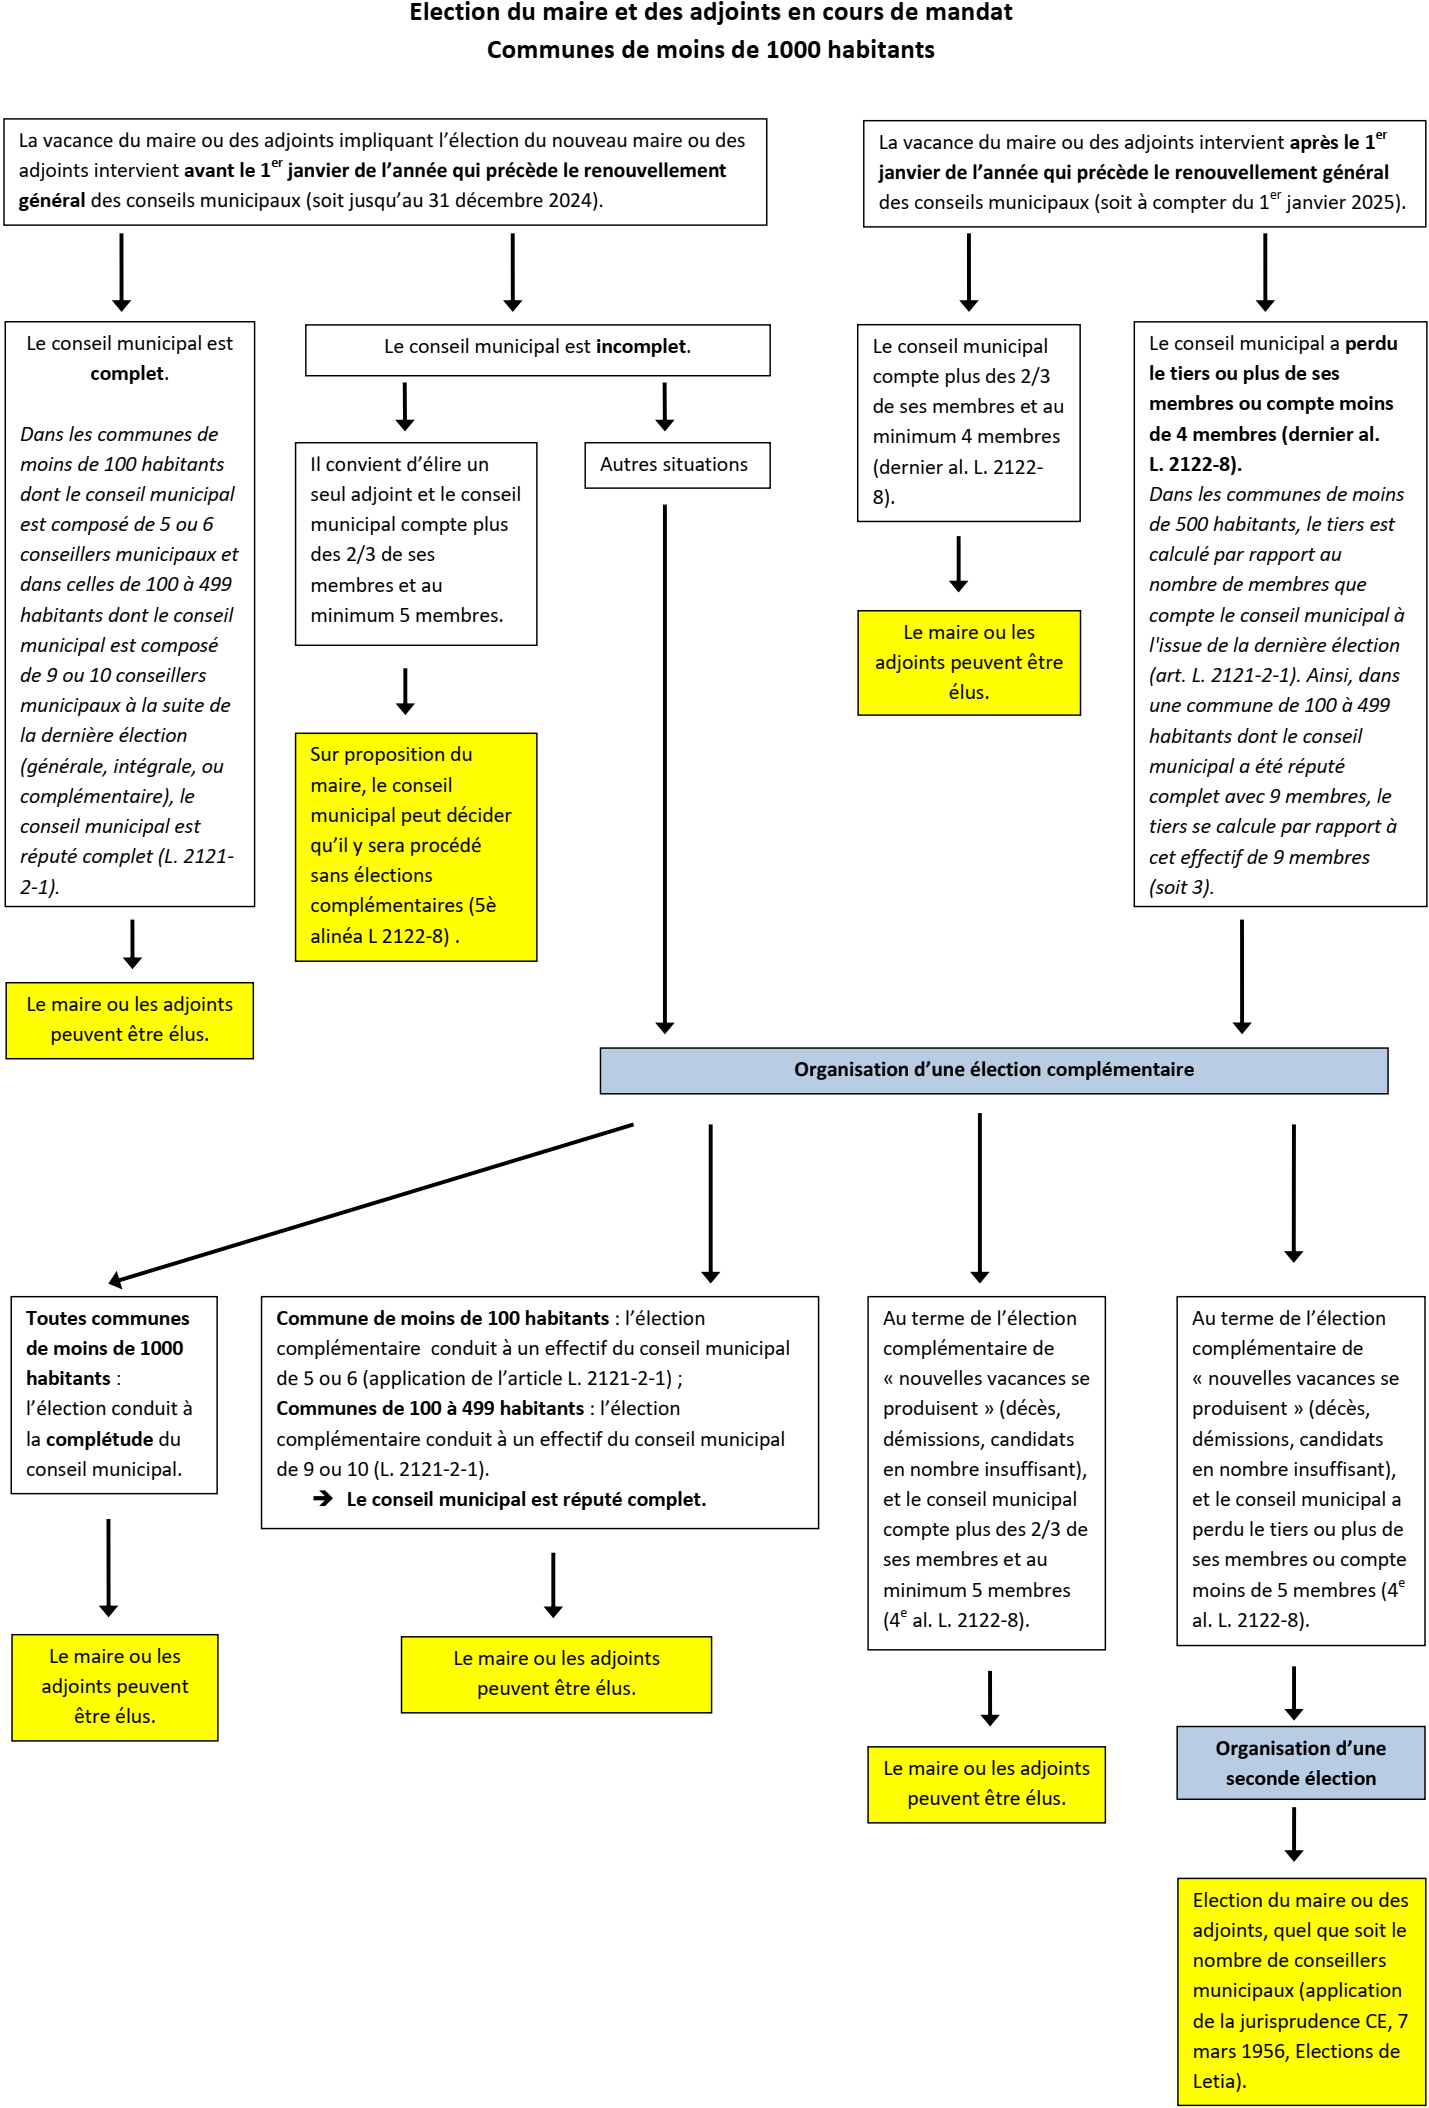 Election du maire et des adjoints en cours de mandat
Communes de moins de 1000 habitants
La vacance du maire ou des adjoints impliquant l’élection du nouveau maire ou des
adjoints intervient avant le 1er janvier de l’année qui précède le renouvellement
général des conseils municipaux (soit jusqu’au 31 décembre 2024).
La vacance du maire ou des adjoints intervient après le 1er
janvier de l’année qui précède le renouvellement général
des conseils municipaux (soit à compter du 1er janvier 2025).
Le conseil municipal est
complet.
Dans les communes de
moins de 100 habitants
dont le conseil municipal
est composé de 5 ou 6
conseillers municipaux et
dans celles de 100 à 499
habitants dont le conseil
municipal est composé
de 9 ou 10 conseillers
municipaux à la suite de
la dernière élection
(générale, intégrale, ou
complémentaire), le
conseil municipal est
réputé complet (L. 2121-
2-1).
Le maire ou les adjoints
peuvent être élus.
Le conseil municipal est incomplet.
Il convient d’élire un
seul adjoint et le conseil
municipal compte plus
des 2/3 de ses
membres et au
minimum 5 membres.
Sur proposition du
maire, le conseil
municipal peut décider
qu’il y sera procédé
sans élections
complémentaires (5è
alinéa L 2122-8) .
Autres situations
Le conseil municipal
compte plus des 2/3
de ses membres et au
minimum 4 membres
(dernier al. L. 2122-
8).
Le maire ou les
adjoints peuvent être
élus.
Le conseil municipal a perdu
le tiers ou plus de ses
membres ou compte moins
de 4 membres (dernier al.
L. 2122-8).
Dans les communes de moins
de 500 habitants, le tiers est
calculé par rapport au
nombre de membres que
compte le conseil municipal à
l'issue de la dernière élection
(art. L. 2121-2-1). Ainsi, dans
une commune de 100 à 499
habitants dont le conseil
municipal a été réputé
complet avec 9 membres, le
tiers se calcule par rapport à
cet effectif de 9 membres
(soit 3).
Organisation d’une élection complémentaire
Toutes communes
de moins de 1000
habitants :
l’élection conduit à
la complétude du
conseil municipal.
Le maire ou les
adjoints peuvent
être élus.
Commune de moins de 100 habitants : l’élection
complémentaire  conduit à un effectif du conseil municipal
de 5 ou 6 (application de l’article L. 2121-2-1) ;
Communes de 100 à 499 habitants : l’élection
complémentaire conduit à un effectif du conseil municipal
de 9 ou 10 (L. 2121-2-1).
➔ Le conseil municipal est réputé complet.
Le maire ou les adjoints
peuvent être élus.
Au terme de l’élection
complémentaire de
« nouvelles vacances se
produisent » (décès,
démissions, candidats
en nombre insuffisant),
et le conseil municipal
compte plus des 2/3 de
ses membres et au
minimum 5 membres
(4e al. L. 2122-8).
Le maire ou les adjoints
peuvent être élus.
Au terme de l’élection
complémentaire de
« nouvelles vacances se
produisent » (décès,
démissions, candidats
en nombre insuffisant),
et le conseil municipal a
perdu le tiers ou plus de
ses membres ou compte
moins de 5 membres (4e
al. L. 2122-8).
Organisation d’une
seconde élection
Election du maire ou des
adjoints, quel que soit le
nombre de conseillers
municipaux (application
de la jurisprudence CE, 7
mars 1956, Elections de
Letia).